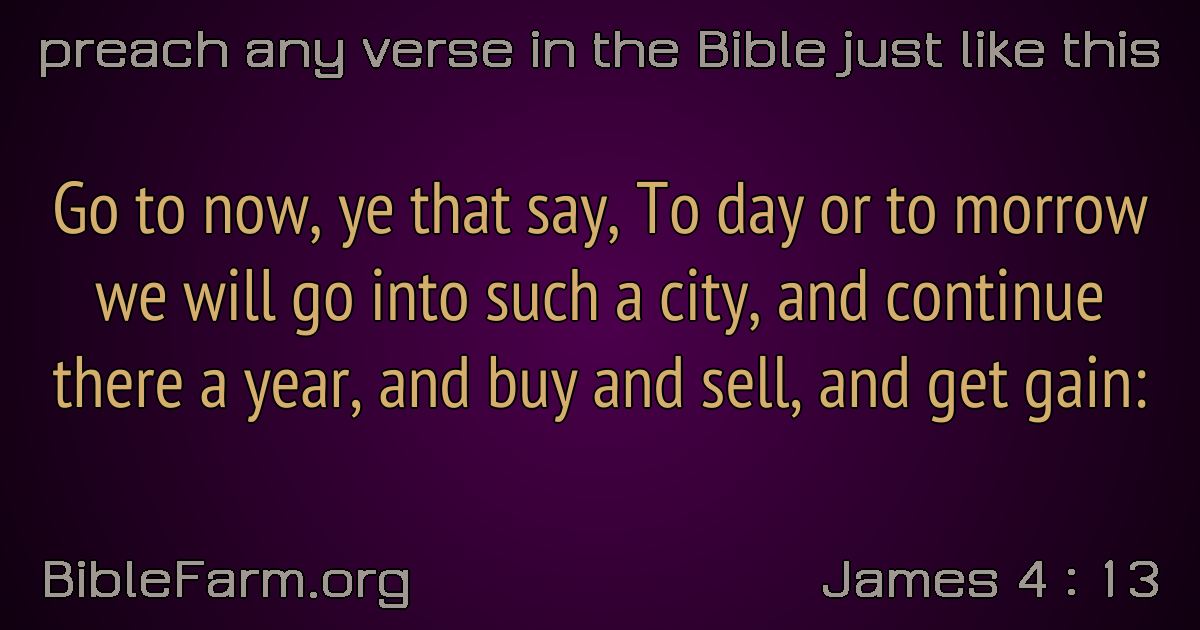 preach any verse in the Bible just like this
Go to now, ye that say, To day or to morrow
we will go into such a city, and continue
there a year, and buy and sell, and get gain:
BibleFarm.org
James 4 : 13